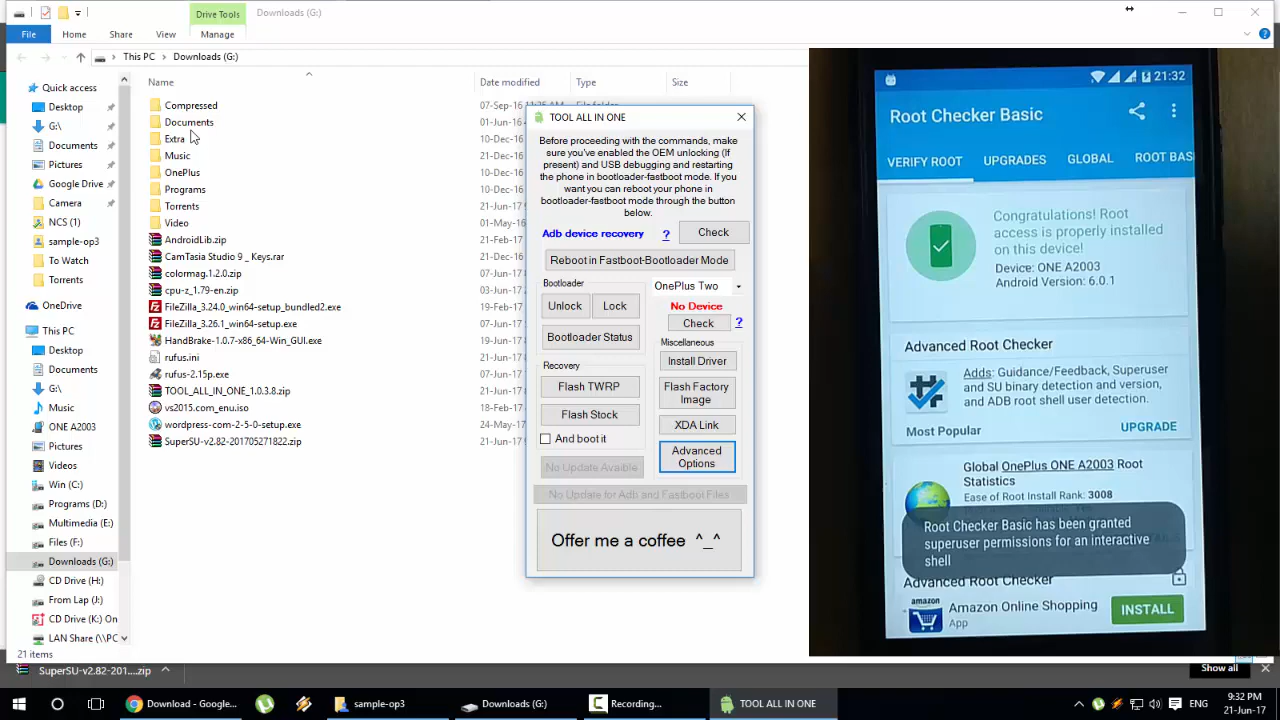 Drive Tools
Downloads (G:)
File
Home
Share
View
Manage
This PC
Downloads (G:)
Quick access
Desktop
G:\
Documents
Pictures
Google Drive
Camera
NCS (1)
sample-op3
To Watch
Torrents
OneDrive
This PC
Desktop
Documents
G:\
Music
ONE A2003
Pictures
Videos
Win (C:)
Programs (D:)
Multimedia (E:)
Files (F:)
Downloads (G:)
CD Drive (H:)
From Lap (J:)
CD Drive (K:) On
LAN Share (\\PC
21 items
Name
Date modified
Type
Size
Compressed
07-Sep-16 11:25 AM
File folder
Documents
01-Jun-16
Extra
10-Dec-16
Music
21-Dec-16
OnePlus
10-Dec-16
Programs
10-Dec-16
Torrents
21-Jun-17
Video
01-May-16
AndroidLib.zip
21-Feb-17
CamTasia Studio 9 _ Keys.rar
21-Dec-16
colormag.1.2.0.zip
23-Jun-16
cpu-z_1.79-en.zip
03-Jun-17
FileZilla_3.24.0_win64-setup_bundled2.exe
19-Feb-17
FileZilla_3.26.1_win64-setup.exe
07-Jun-17
HandBrake-1.0.7-x86_64-Win_GUI.exe
19-Jun-17
rufus.ini
07-Jun-17
rufus-2.15p.exe
07-Jun-17
TOOL_ALL_IN_ONE_1.0.3.8.zip
21-Jun-17
vs2015.com_enu.iso
18-Feb-17
wordpress-com-2-5-0-setup.exe
24-May-17
SuperSU-v2.82-201705271822.zip
21-Jun-17
TOOL ALL IN ONE
Before proceeding with the commands, make
sure you've enabled the OEM unlocking (If
present) and USB debugging and restarting
the phone in bootloader-fastboot mode. If you
want you can reboot your phone in
bootloader-fastboot mode through the button
below.
Adb device recovery
?
Check
Reboot in Fastboot-Bootloader Mode
Bootloader
OnePlus Two
Unlock
Lock
No Device
Check
?
Bootloader Status
Miscellaneous
Install Driver
Recovery
Flash TWRP
Flash Factory
Image
Flash Stock
XDA Link
And boot it
Advanced
Options
No Update Avaible
No Update for Adb and Fastboot Files
Offer me a coffee ^_^
21:32
Root Checker Basic
VERIFY ROOT
UPGRADES
GLOBAL
ROOT BAS
Congratulations! Root
access is properly installed
on this device!
Device: ONE A2003
Android Version: 6.0.1
Advanced Root Checker
Adds: Guidance/Feedback, Superuser
and SU binary detection and version,
and ADB root shell user detection.
Most Popular
UPGRADE
Global OnePlus ONE A2003 Root
Statistics
Ease of Root Install Rank: 3008
Root Checker Basic has been granted
superuser permissions for an interactive
shell
Advanced Root Checker
amazon
Amazon Online Shopping
App
INSTALL
SuperSU-v2.82-201....zip
Show all
Download - Google...
sample-op3
Downloads (G:)
Recording...
TOOL ALL IN ONE
ENG
9:32 PM
21-Jun-17